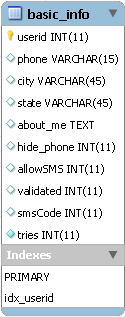 basic_info
userid INT(11)
phone VARCHAR(15)
city VARCHAR(45)
state VARCHAR(45)
about_me TEXT
hide_phone INT(11)
allowSMS INT(11)
validated INT(11)
smsCode INT(11)
tries INT(11)
Indexes
PRIMARY
idx_userid